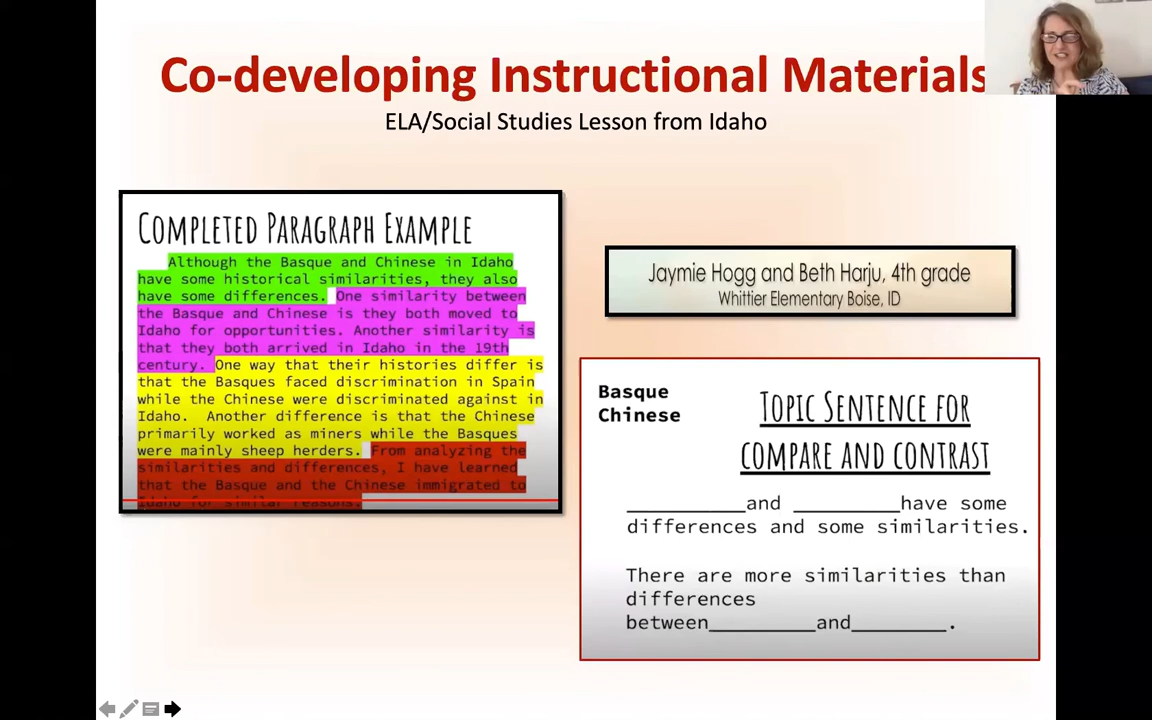 Co-developing Instructional Materials
ELA/Social Studies Lesson from Idaho
COMPLETED PARAGRAPH EXAMPLE
Although the Basque and Chinese in Idaho
have some historical similarities, they also
have some differences. One similarity between
the Basque and Chinese is they both moved to
Idaho for opportunities. Another similarity is
that they both arrived in Idaho in the 19th
century. One way that their histories differ is
that the Basques faced discrimination in Spain
while the Chinese were discriminated against in
Idaho. Another difference is that the Chinese
primarily worked as miners while the Basques
were mainly sheep herders. From analyzing the
similarities and differences, I have learned
that the Basque and the Chinese immigrated to
Idaho for similar reasons.
Jaymie Hogg and Beth Harju, 4th grade
Whittier Elementary Boise, ID
Basque
Chinese
TOPIC SENTENCE FOR
COMPARE AND CONTRAST
__________and _________have some
differences and some similarities.
There are more similarities than
differences
between_________and________.